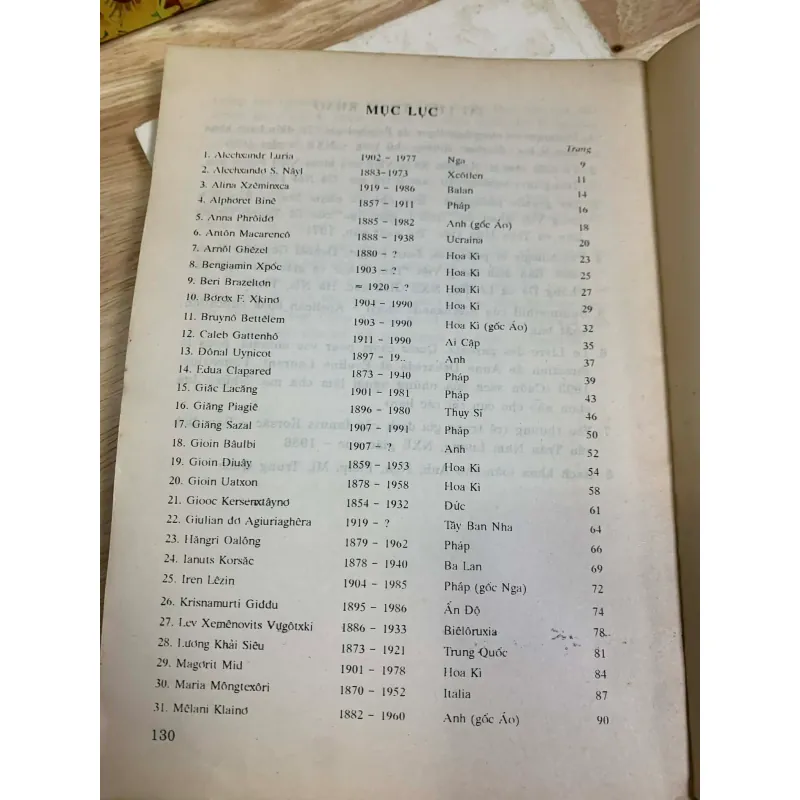 MỤC LỤC
Trang
1. Alechxandr Luria 1902 - 1977 Nga 9
2. Alechxandơ S. Nâyl 1883-1973 Xcôtlen 11
3. Alina Xzêminxca 1919 - 1986 Balan 14
4. Alphơret Binê 1857 - 1911 Pháp 16
5. Anna Phrôidơ 1885 - 1982 Anh (gốc Áo) 18
6. Antôn Macarencô 1888 - 1938 Ucraina 20
7. Arnôl Ghêzel 1880 - ? Hoa Kì 23
8. Bengiamin Xpôc 1903 - ? Hoa Kì 25
9. Beri Brazeltơn ≈ 1920 - ? Hoa Kì 27
10. Bơrơx F. Xkinơ 1904 - 1990 Hoa Kì 29
11. Bruynô Bettêlem 1903 - 1990 Hoa Kì (gốc Áo) 32
12. Caleb Gattenhô 1911 - 1990 Ai Cập 35
13. Đônal Uynicot 1897 - 19.. Anh 37
14. Edua Clapared 1873 - 1940 Pháp 39
15. Giăc Lacăng 1901 - 1981 Pháp 43
16. Giăng Piagiê 1896 - 1980 Thụy Sĩ 46
17. Giăng Sazal 1907 - 1991 Pháp 50
18. Gioin Bâulbi 1907 - ? Anh 52
19. Gioin Điuây 1859 - 1953 Hoa Kì 54
20. Gioin Uatxon 1878 - 1958 Hoa Kì 58
21. Giooc Kersenxtâynơ 1854 - 1932 Đức 61
22. Giulian đơ Agiuriaghêra 1919 - ? Tây Ban Nha 64
23. Hăngri Oalông 1879 - 1962 Pháp 66
24. Ianuts Korsăc 1878 - 1940 Ba Lan 69
25. Iren Lêzin 1904 - 1985 Pháp (gốc Nga) 72
26. Krisnamurti Giđđu 1895 - 1986 Ấn Độ 74
27. Lev Xemênovits Vựgôtxki 1886 - 1933 Biêlôruxia 78
28. Lương Khải Siêu 1873 - 1921 Trung Quốc 81
29. Magơrit Mid 1901 - 1978 Hoa Kì 84
30. Maria Môngtexôri 1870 - 1952 Italia 87
31. Mêlani Klainơ 1882 - 1960 Anh (gốc Áo) 90
130